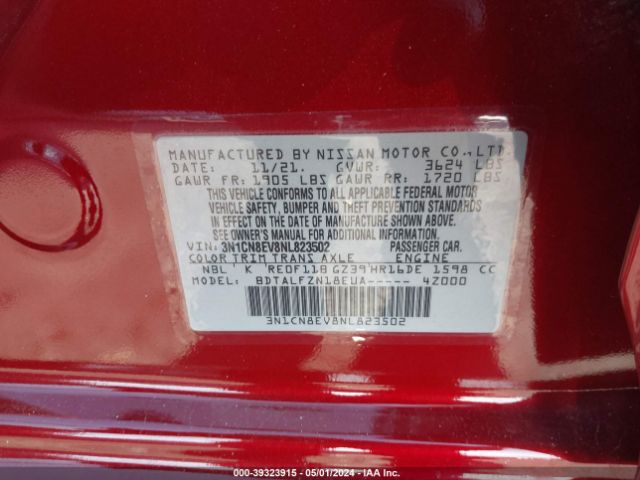 MANUFACTURED BY NISSAN MOTOR CO.,LTD.
DATE: 11/21. GVWR: 3624 LBS
GAWR FR: 1905 LBS GAWR RR: 1720 LBS
THIS VEHICLE CONFORMS TO ALL APPLICABLE FEDERAL MOTOR
VEHICLE SAFETY, BUMPER AND THEFT PREVENTION STANDARDS
IN EFFECT ON THE DATE OF MANUFACTURE SHOWN ABOVE.
SEE OWNER'S MANUAL FOR ADDITIONAL INFORMATION
VIN: 3N1CN8EV8NL823502 PASSENGER CAR.
COLOR TRIM TRANS AXLE ENGINE
NBL K RE0F11B GZ39 HR16DE 1598 CC
MODEL: BDTALFZN18EUA----- 4Z000
3N1CN8EV8NL823502
000-39323915 - 05/01/2024 - IAA Inc.